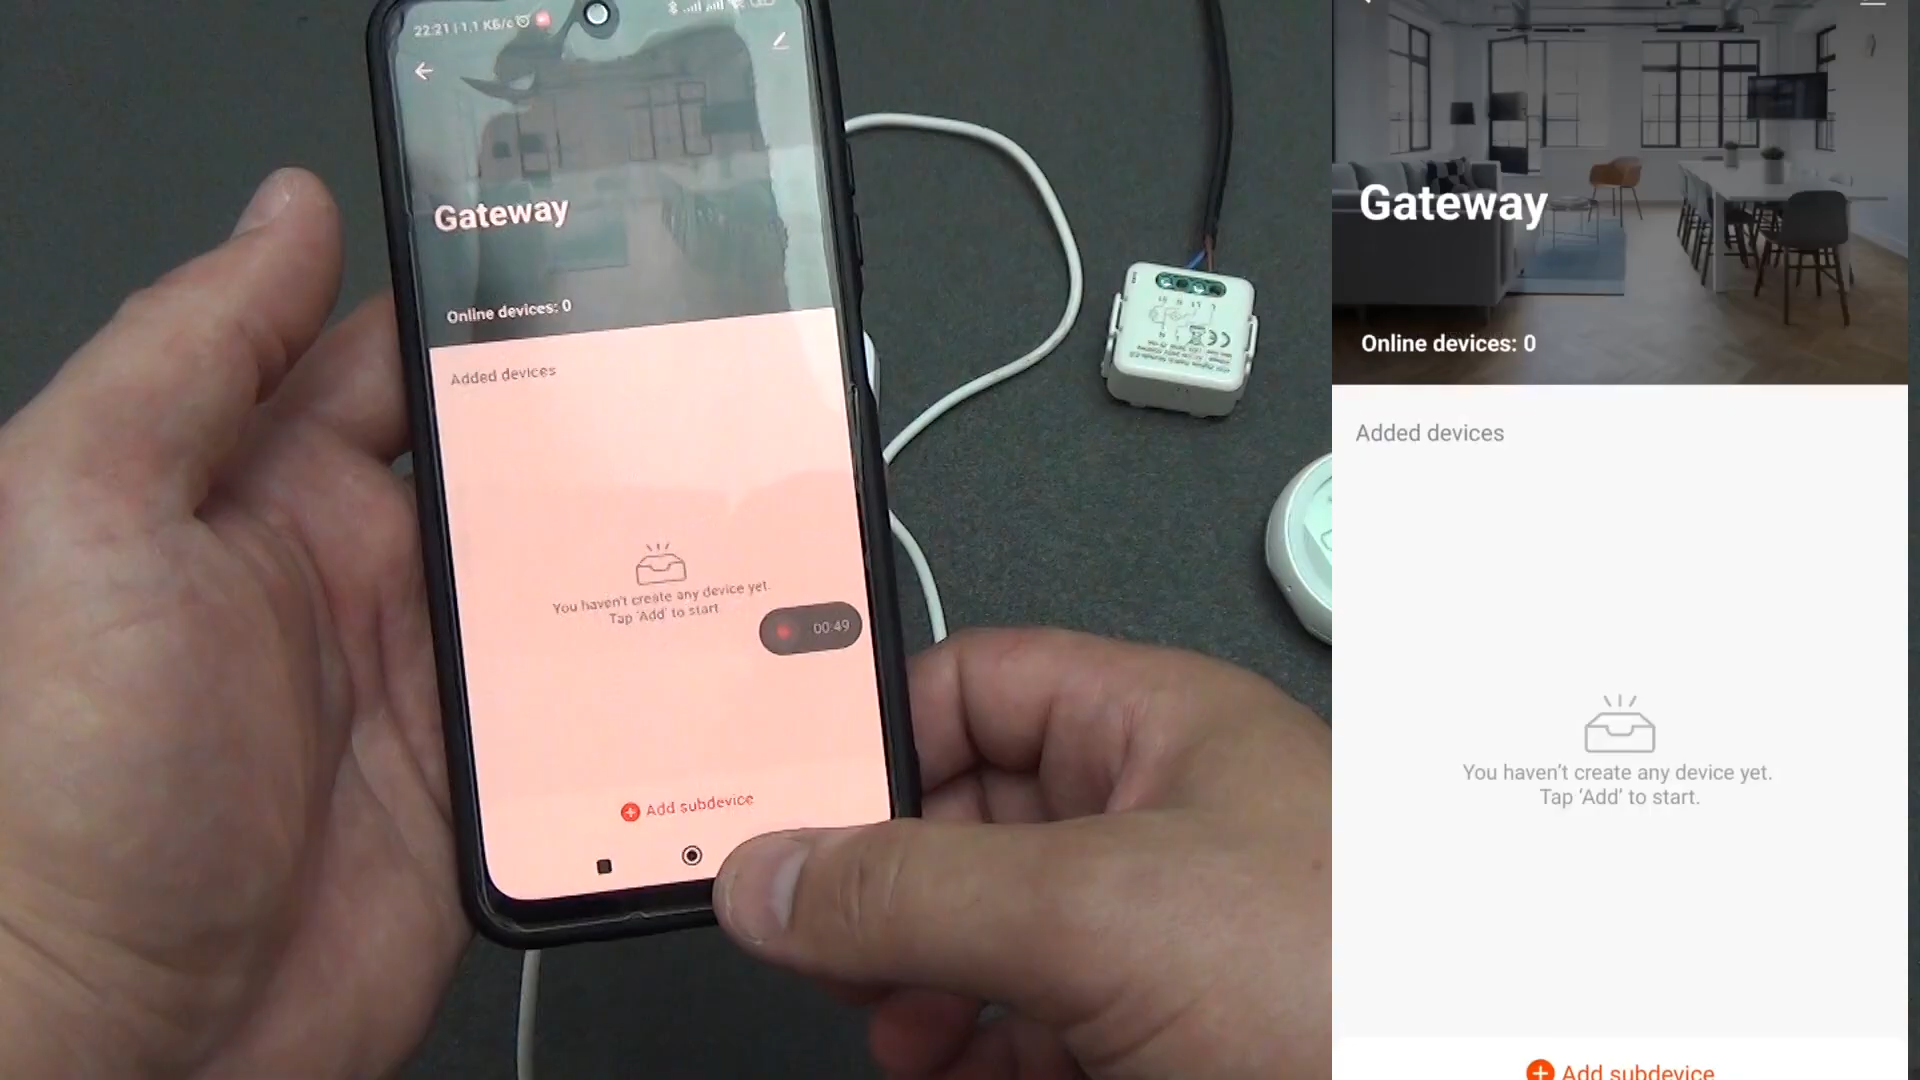 22:21 | 1.1 КБ/с
Gateway
Online devices: 0
Added devices
You haven't create any device yet.
Tap 'Add' to start.
00:49
Add subdevice
Gateway
Online devices: 0
Added devices
You haven’t create any device yet.
Tap ‘Add’ to start.
Add subdevice